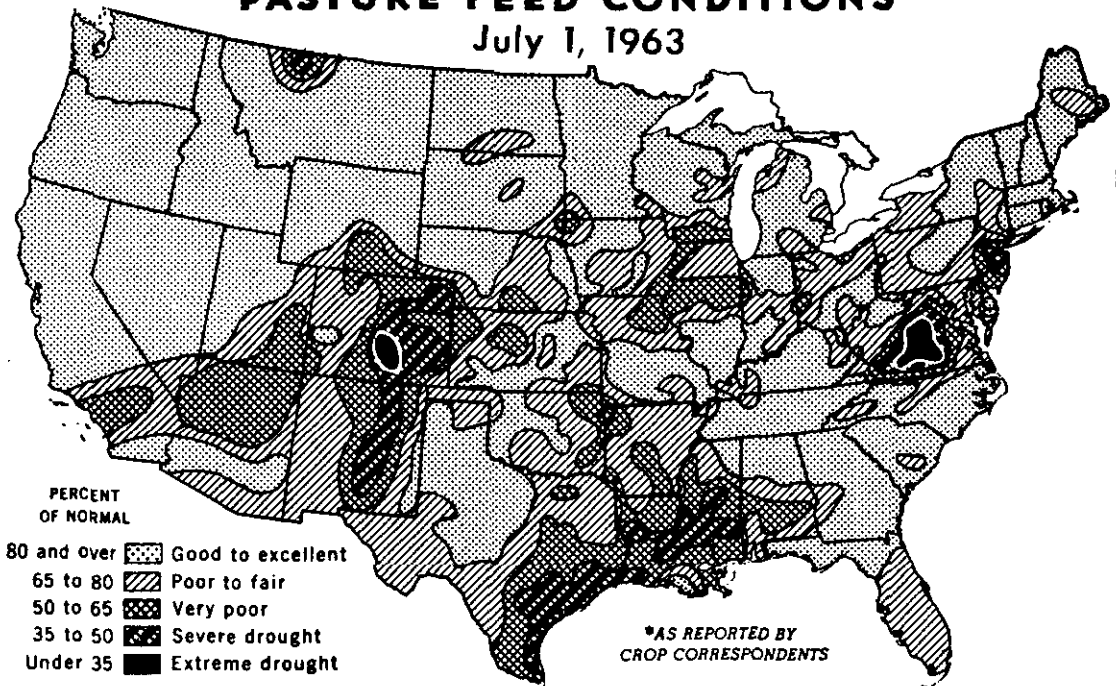 PASTURE FEED CONDITIONS
July 1, 1963
PERCENT
OF NORMAL
80 and over Good to excellent
65 to 80 Poor to fair
50 to 65 Very poor
35 to 50 Severe drought
Under 35 Extreme drought
*AS REPORTED BY
CROP CORRESPONDENTS